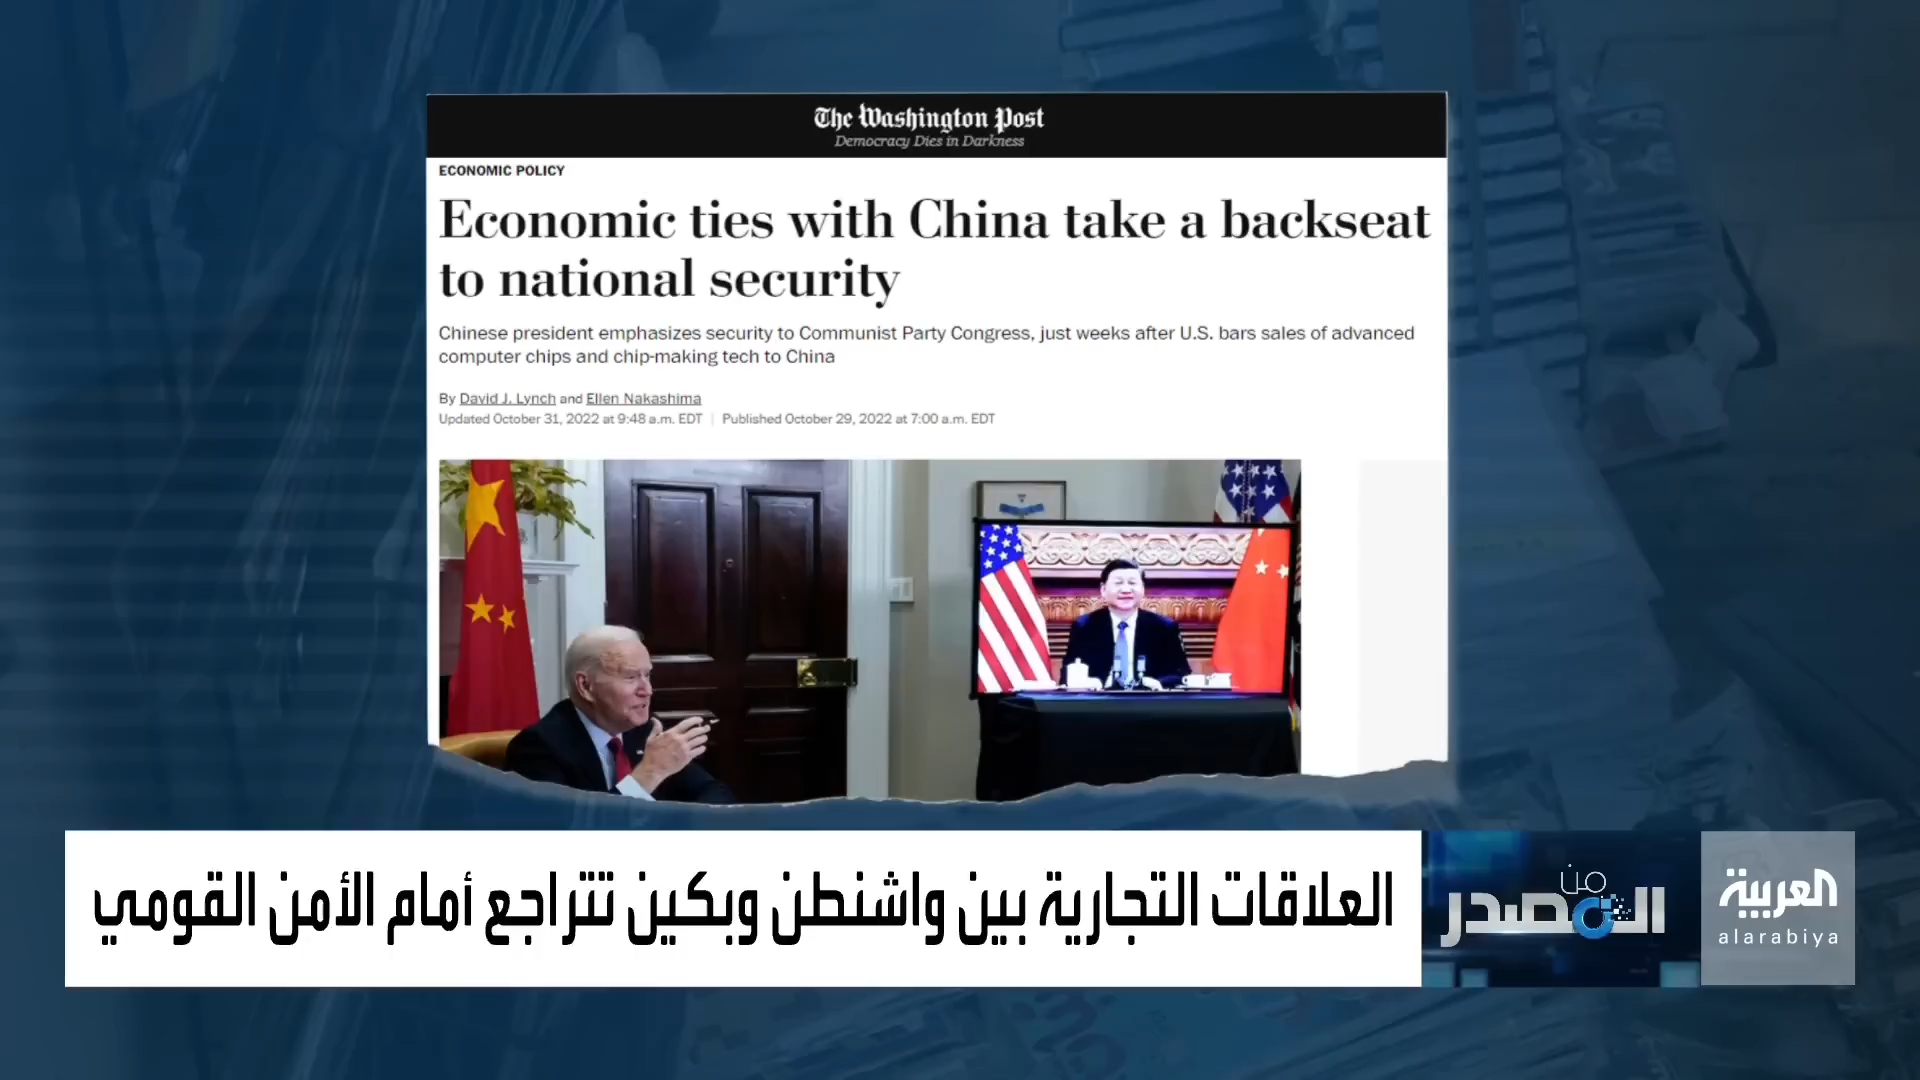 The Washington Post
Democracy Dies in Darkness
ECONOMIC POLICY
Economic ties with China take a backseat
to national security
Chinese president emphasizes security to Communist Party Congress, just weeks after U.S. bars sales of advanced
computer chips and chip-making tech to China
By David J. Lynch and Ellen Nakashima
Updated October 31, 2022 at 9:48 a.m. EDT | Published October 29, 2022 at 7:00 a.m. EDT
العلاقات التجارية بين واشنطن وبكين تتراجع أمام الأمن القومي
من
المصدر
العربية
alarabiya